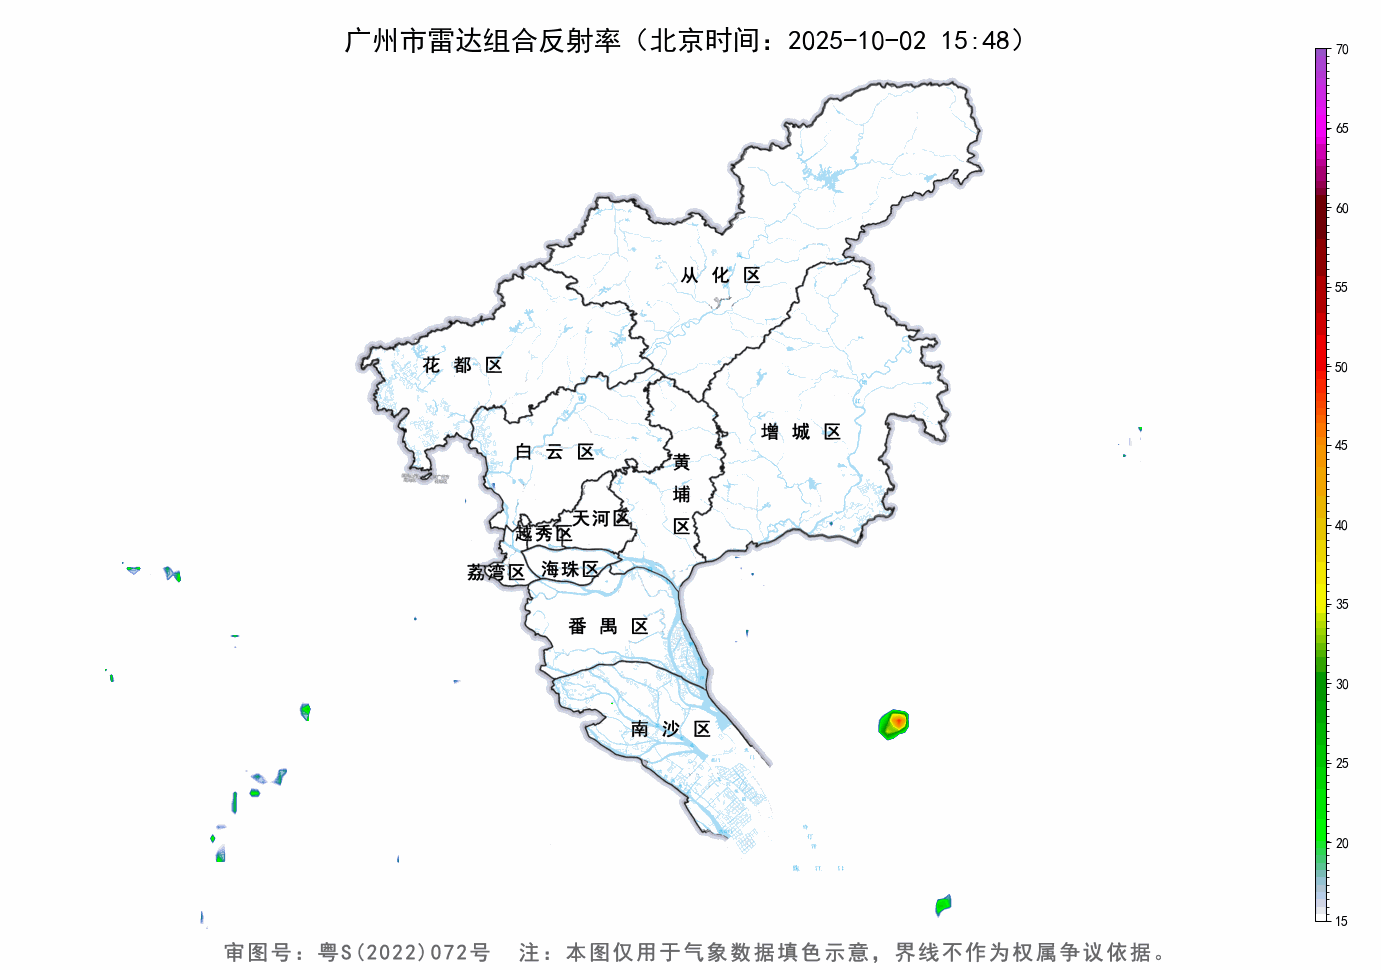 广州市雷达组合反射率（北京时间：2025-10-02 15:48）
70
65
60
55
50
45
40
35
30
25
20
15
从化区
花都区
增城区
白云区
黄埔区
天河区
越秀区
荔湾区
海珠区
番禺区
南沙区
审图号：粤S(2022)072号 注：本图仅用于气象数据填色示意，界线不作为权属争议依据。